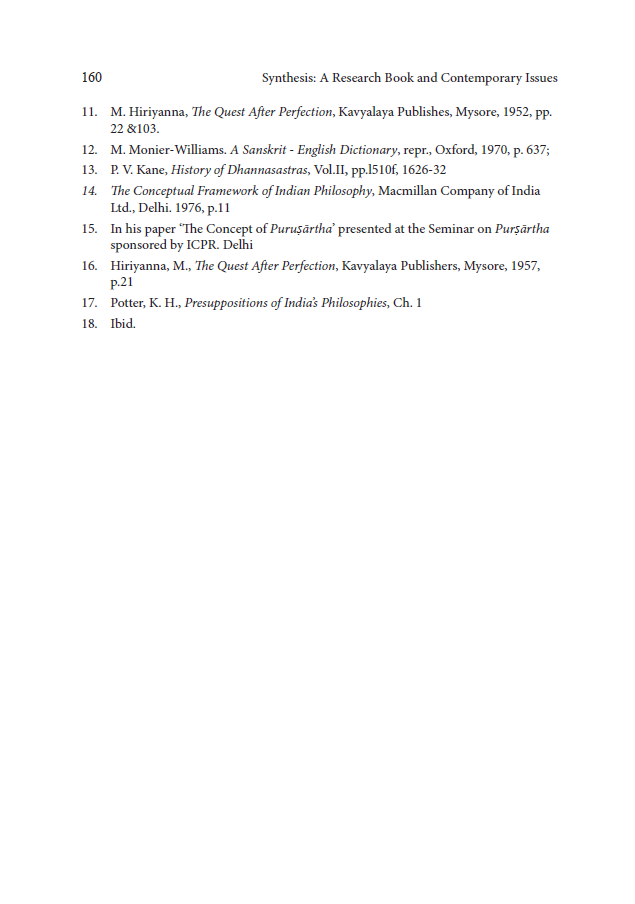 160 Synthesis: A Research Book and Contemporary Issues
11. M. Hiriyanna, The Quest After Perfection, Kavyalaya Publishes, Mysore, 1952, pp.
22 &103.
12. M. Monier-Williams. A Sanskrit - English Dictionary, repr., Oxford, 1970, p. 637;
13. P. V. Kane, History of Dhannasastras, Vol.II, pp.l510f, 1626-32
14. The Conceptual Framework of Indian Philosophy, Macmillan Company of India
Ltd., Delhi. 1976, p.11
15. In his paper ‘The Concept of Puruṣārtha’ presented at the Seminar on Purṣārtha
sponsored by ICPR. Delhi
16. Hiriyanna, M., The Quest After Perfection, Kavyalaya Publishers, Mysore, 1957,
p.21
17. Potter, K. H., Presuppositions of India’s Philosophies, Ch. 1
18. Ibid.